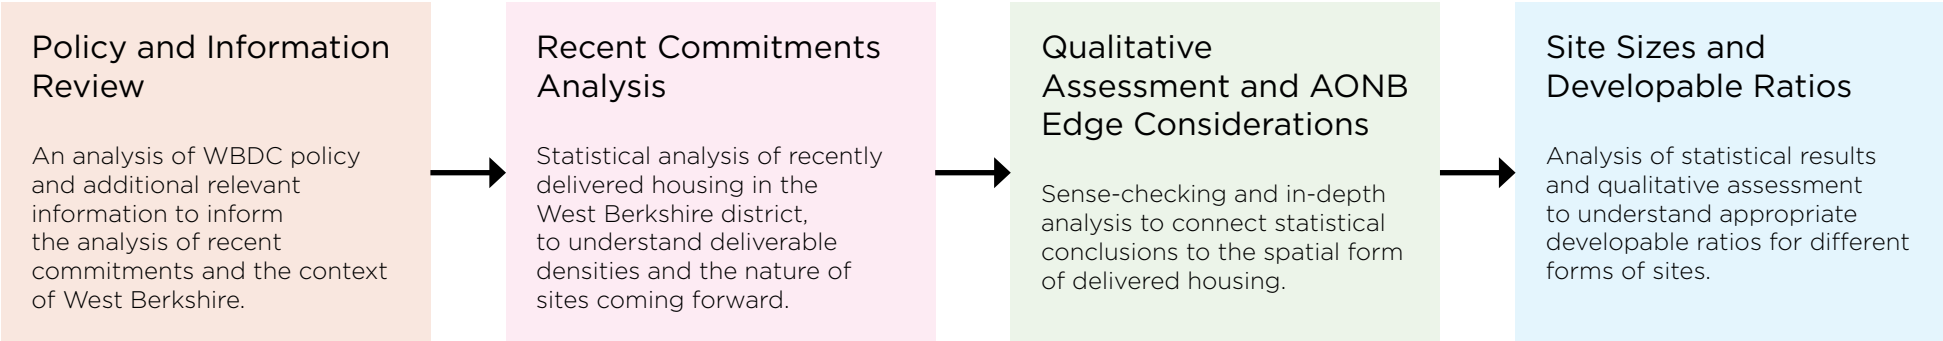 Policy and Information
Review
An analysis of WBDC policy
and additional relevant
information to inform
the analysis of recent
commitments and the context
of West Berkshire.
Recent Commitments
Analysis
Statistical analysis of recently
delivered housing in the
West Berkshire district,
to understand deliverable
densities and the nature of
sites coming forward.
Qualitative
Assessment and AONB
Edge Considerations
Sense-checking and in-depth
analysis to connect statistical
conclusions to the spatial form
of delivered housing.
Site Sizes and
Developable Ratios
Analysis of statistical results
and qualitative assessment
to understand appropriate
developable ratios for different
forms of sites.